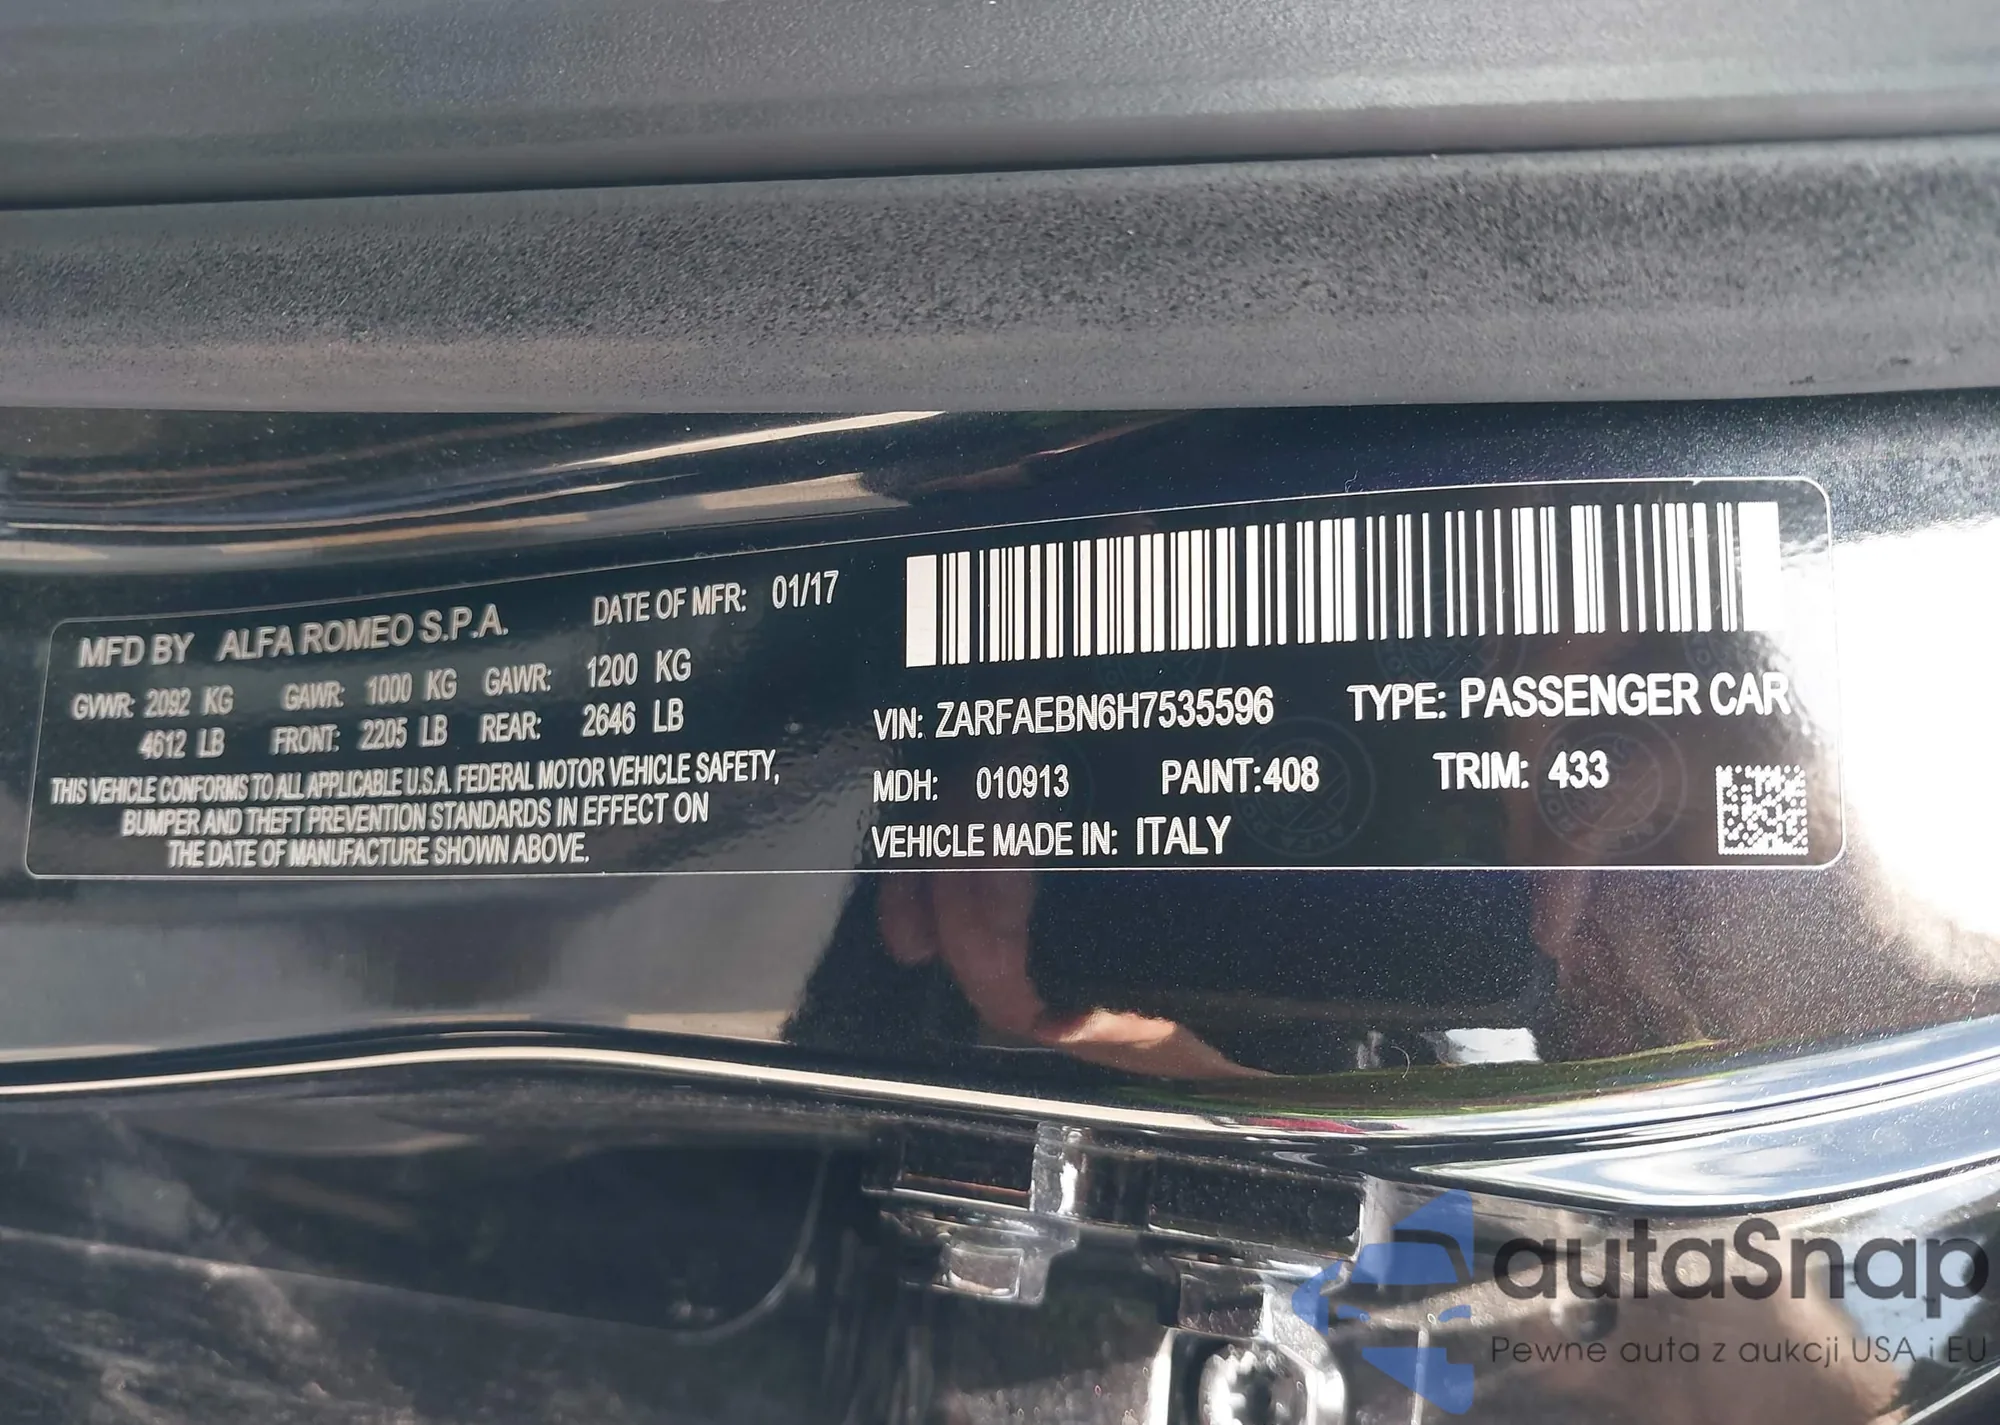 MFD BY ALFA ROMEO S.P.A. DATE OF MFR: 01/17
GVWR: 2092 KG GAWR: 1000 KG GAWR: 1200 KG
4612 LB FRONT: 2205 LB REAR: 2646 LB
THIS VEHICLE CONFORMS TO ALL APPLICABLE U.S.A. FEDERAL MOTOR VEHICLE SAFETY,
BUMPER AND THEFT PREVENTION STANDARDS IN EFFECT ON
THE DATE OF MANUFACTURE SHOWN ABOVE.
VIN: ZARFAEBN6H7535596 TYPE: PASSENGER CAR
MDH: 010913 PAINT:408 TRIM: 433
VEHICLE MADE IN: ITALY
autaSnap
Pewne auta z aukcji USA i EU